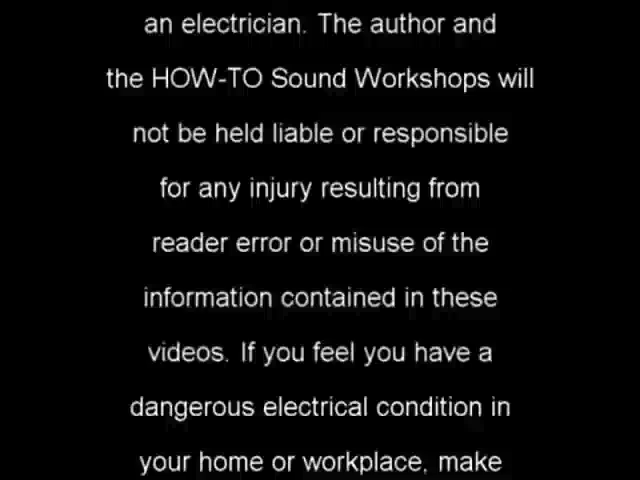 an electrician. The author and
the HOW-TO Sound Workshops will
not be held liable or responsible
for any injury resulting from
reader error or misuse of the
information contained in these
videos. If you feel you have a
dangerous electrical condition in
your home or workplace, make